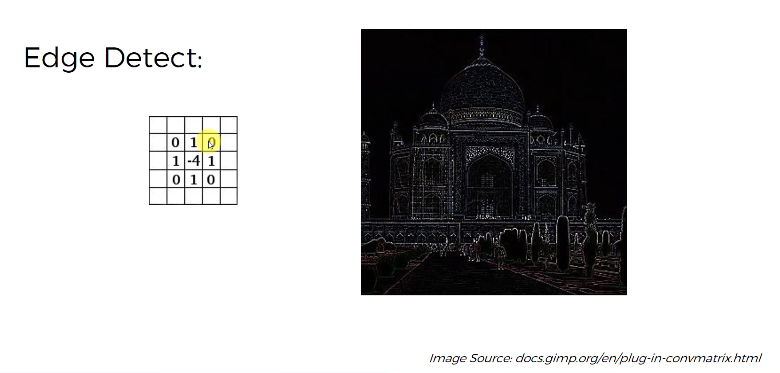 Edge Detect:
0 1 0
1 -4 1
0 1 0
Image Source: docs.gimp.org/en/plug-in-convmatrix.html